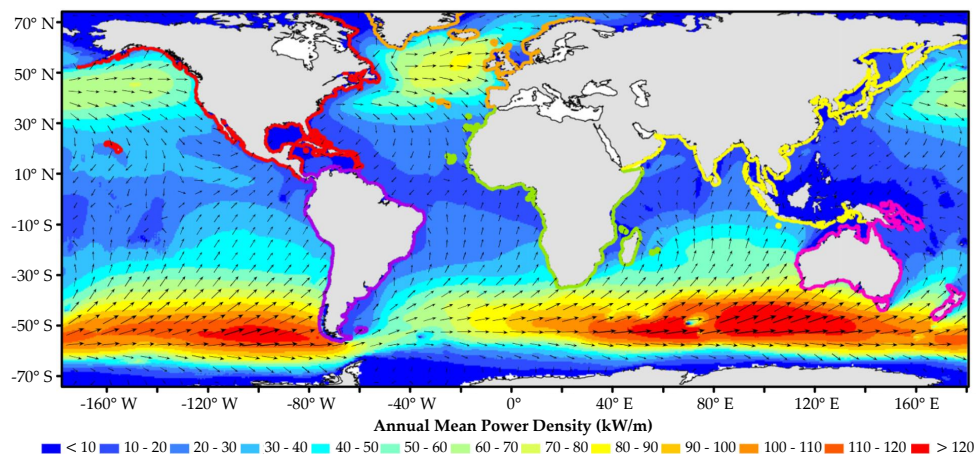 70° N
50° N
30° N
10° N
-10° S
-30° S
-50° S
-70° S
-160° W -120° W -80° W -40° W 0° 40° E 80° E 120° E 160° E
Annual Mean Power Density (kW/m)
< 10 10 - 20 20 - 30 30 - 40 40 - 50 50 - 60 60 - 70 70 - 80 80 - 90 90 - 100 100 - 110 110 - 120 > 120